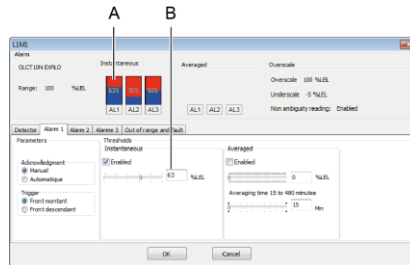 A B
L1M1
Alarm
OLCT10N EXPLO
Instantaneous
Averaged
Overscale
Range: 100 %LEL
63% 30% 50%
AL1 AL2 AL3
AL1 AL2 AL3
Overscale 100 %LEL
Underscale -5 %LEL
Non ambiguity reading: Enabled
Detector Alarm 1 Alarm 2 Alarme 3 Out of range and fault
Parameters
Thresholds
Instantaneous
Averaged
Enabled
63 %LEL
Enabled
0 %LEL
Acknowledgment
Manuel
Automatique
Averaging time 15 to 480 minutes
15 Min
Trigger
Front montant
Front descendant
OK Cancel